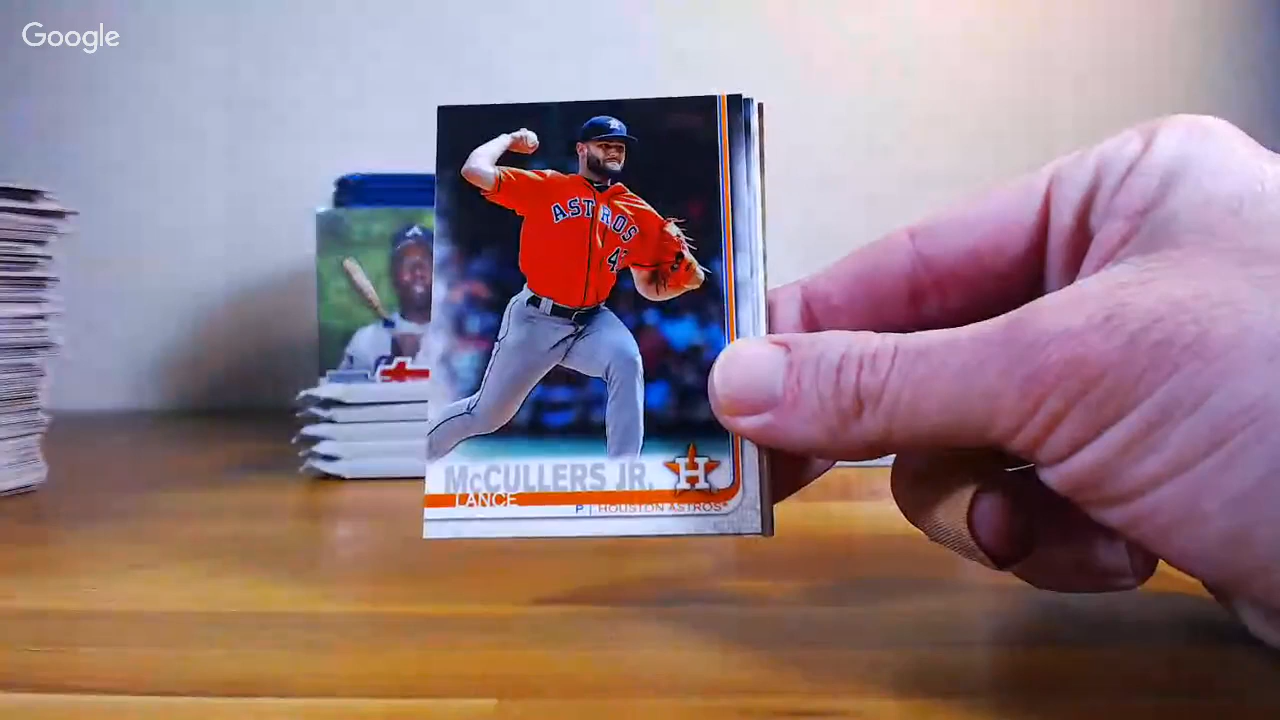 Google
ASTROS
McCULLERS JR.
H
LANCE
P | HOUSTON ASTROS